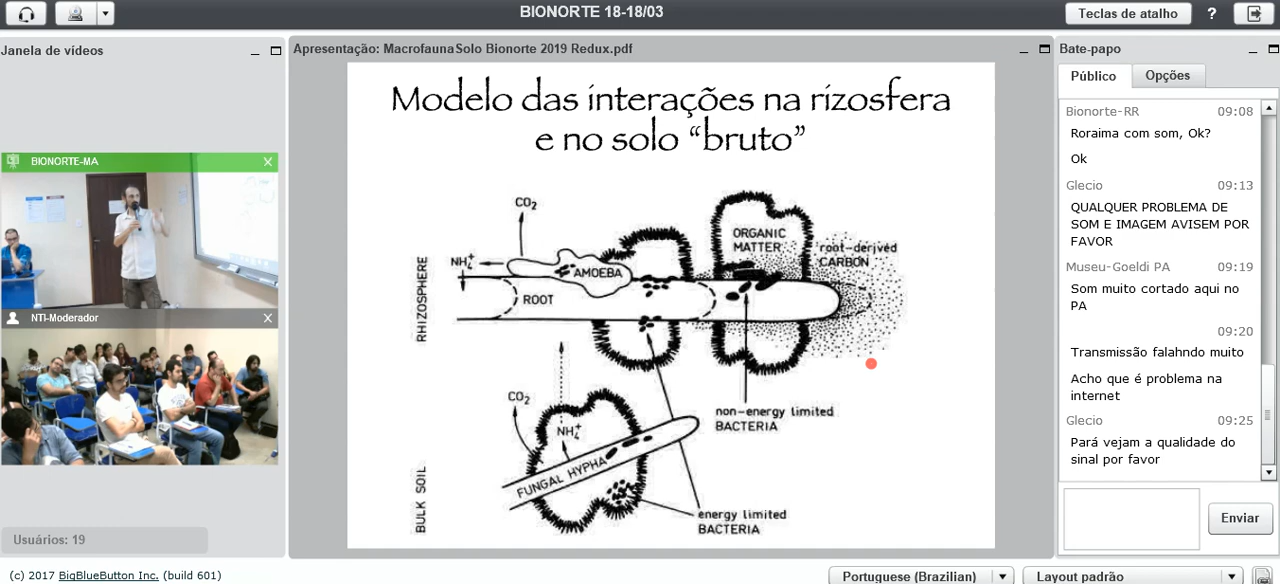 BIONORTE 18-18/03
Teclas de atalho
?
Janela de vídeos
BIONORTE-MA
NTI-Moderador
Usuários: 19
Apresentação: MacrofaunaSolo Bionorte 2019 Redux.pdf
Modelo das interações na rizosfera
e no solo “bruto”
CO2
NH4+
AMOEBA
ORGANIC
MATTER
root-derived
CARBON
RHIZOSPHERE
ROOT
CO2
NH4+
non-energy limited
BACTERIA
FUNGAL HYPHA
BULK SOIL
energy limited
BACTERIA
Bate-papo
Público
Opções
Bionorte-RR 09:08
Roraima com som, Ok?
Ok
Glecio 09:13
QUALQUER PROBLEMA DE
SOM E IMAGEM AVISEM POR
FAVOR
Museu-Goeldi PA 09:19
Som muito cortado aqui no
PA
09:20
Transmissão falahndo muito
Acho que é problema na
internet
Glecio 09:25
Pará vejam a qualidade do
sinal por favor
Enviar
(c) 2017 BigBlueButton Inc. (build 601)
Portuguese (Brazilian)
Layout padrão